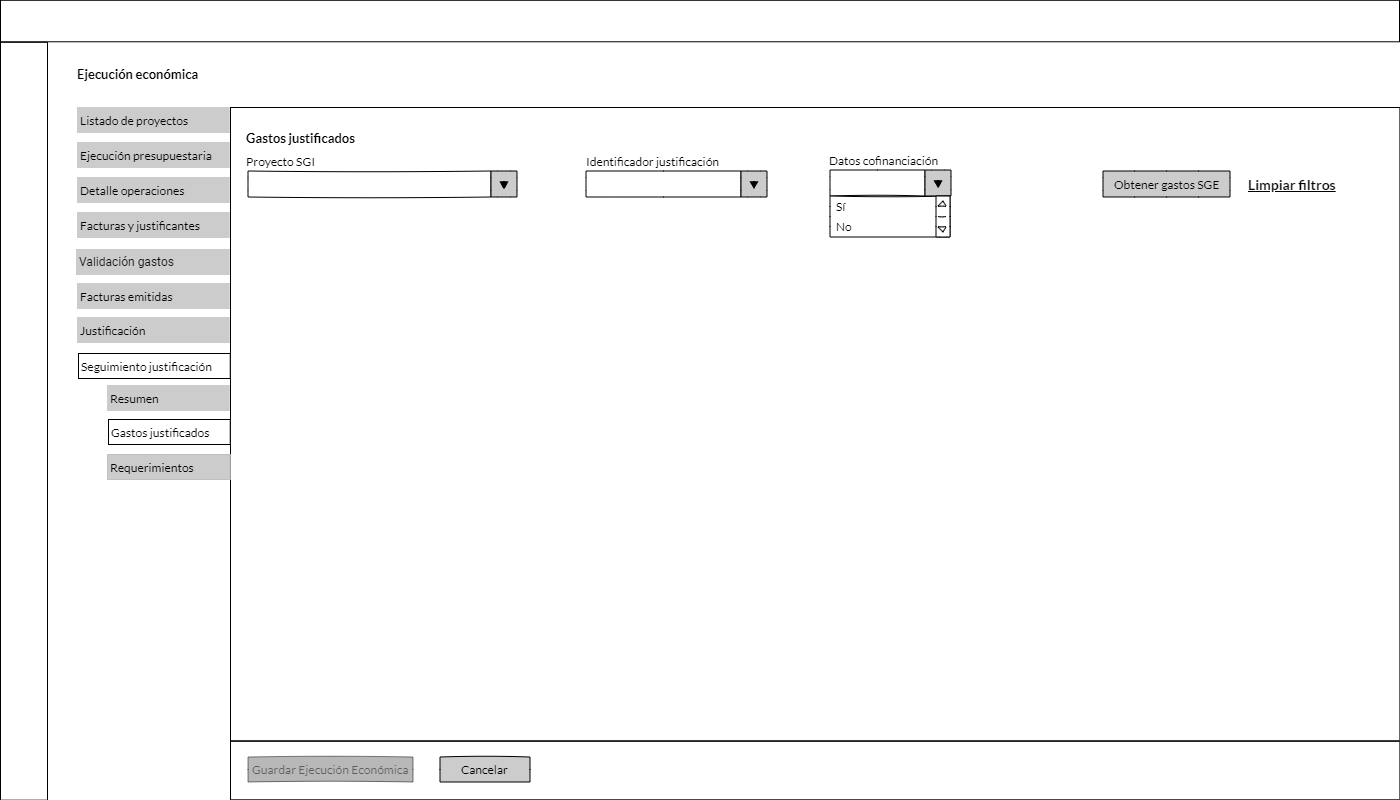 Ejecución económica
Listado de proyectos
Ejecución presupuestaria
Detalle operaciones
Facturas y justificantes
Validación gastos
Facturas emitidas
Justificación
Seguimiento justificación
Resumen
Gastos justificados
Requerimientos
Gastos justificados
Proyecto SGI
Identificador justificación
Datos cofinanciación
Sí
No
Obtener gastos SGE
Limpiar filtros
Guardar Ejecución Económica
Cancelar